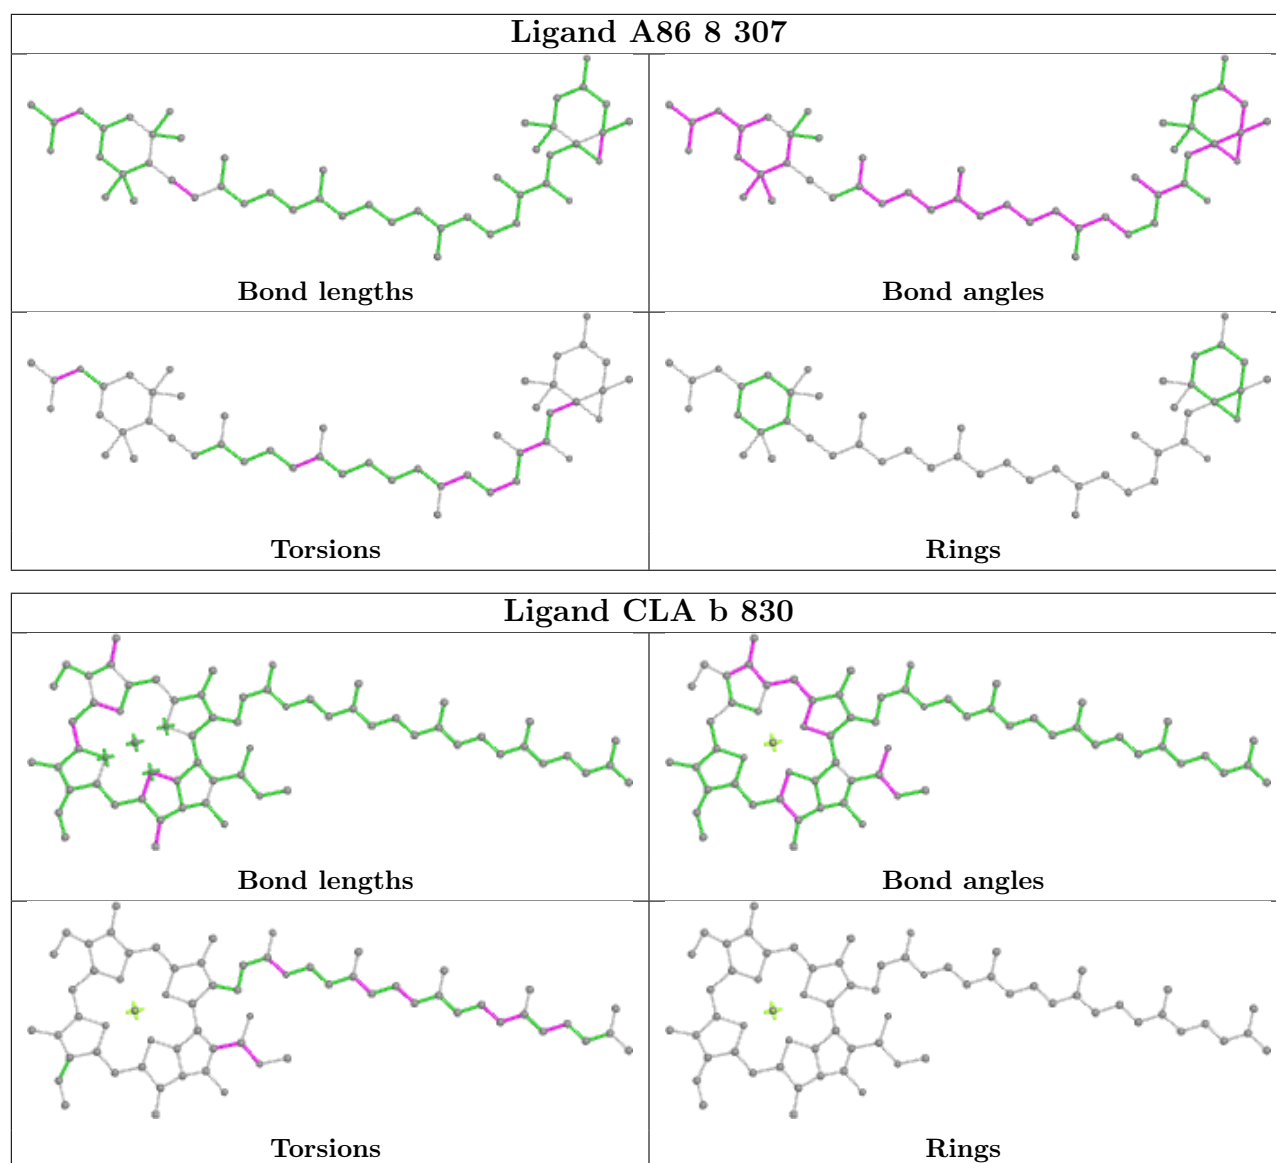 Ligand A86 8 307
Bond lengths
Bond angles
Torsions
Rings
Ligand CLA b 830
Bond lengths
Bond angles
Torsions
Rings